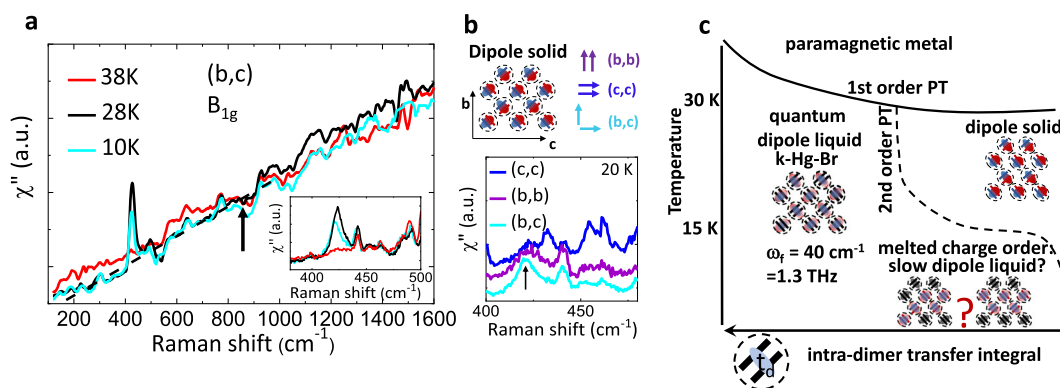 a
38K
28K
10K
(b,c)
B1g
χ'' (a.u.)
χ'' (a.u.)
400 450 500
Raman shift (cm-1)
200 400 600 800 1000 1200 1400 1600
Raman shift (cm-1)
b
Dipole solid
b
c
(b,b)
(c,c)
(b,c)
(c,c)
(b,b)
(b,c)
20 K
χ'' (a.u.)
400 450
Raman shift (cm-1)
c
Temperature
30 K
15 K
paramagnetic metal
1st order PT
2nd order PT
quantum
dipole liquid
k-Hg-Br
ωf = 40 cm-1
=1.3 THz
dipole solid
melted charge order,
slow dipole liquid?
?
td
intra-dimer transfer integral